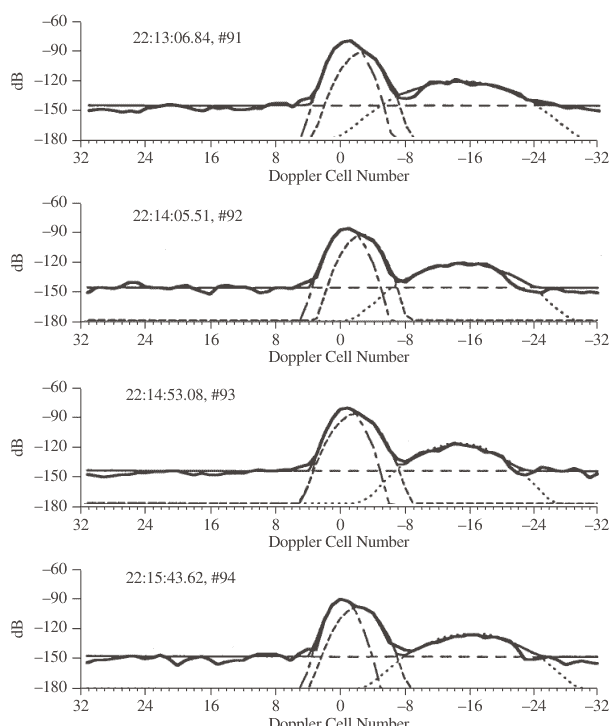 –60
22:13:06.84, #91
–90
dB
–120
–150
–180
32 24 16 8 0 –8 –16 –24 –32
Doppler Cell Number
–60
22:14:05.51, #92
–90
dB
–120
–150
–180
32 24 16 8 0 –8 –16 –24 –32
Doppler Cell Number
–60
22:14:53.08, #93
–90
dB
–120
–150
–180
32 24 16 8 0 –8 –16 –24 –32
Doppler Cell Number
–60
22:15:43.62, #94
–90
dB
–120
–150
–180
32 24 16 8 0 –8 –16 –24 –32
Doppler Cell Number